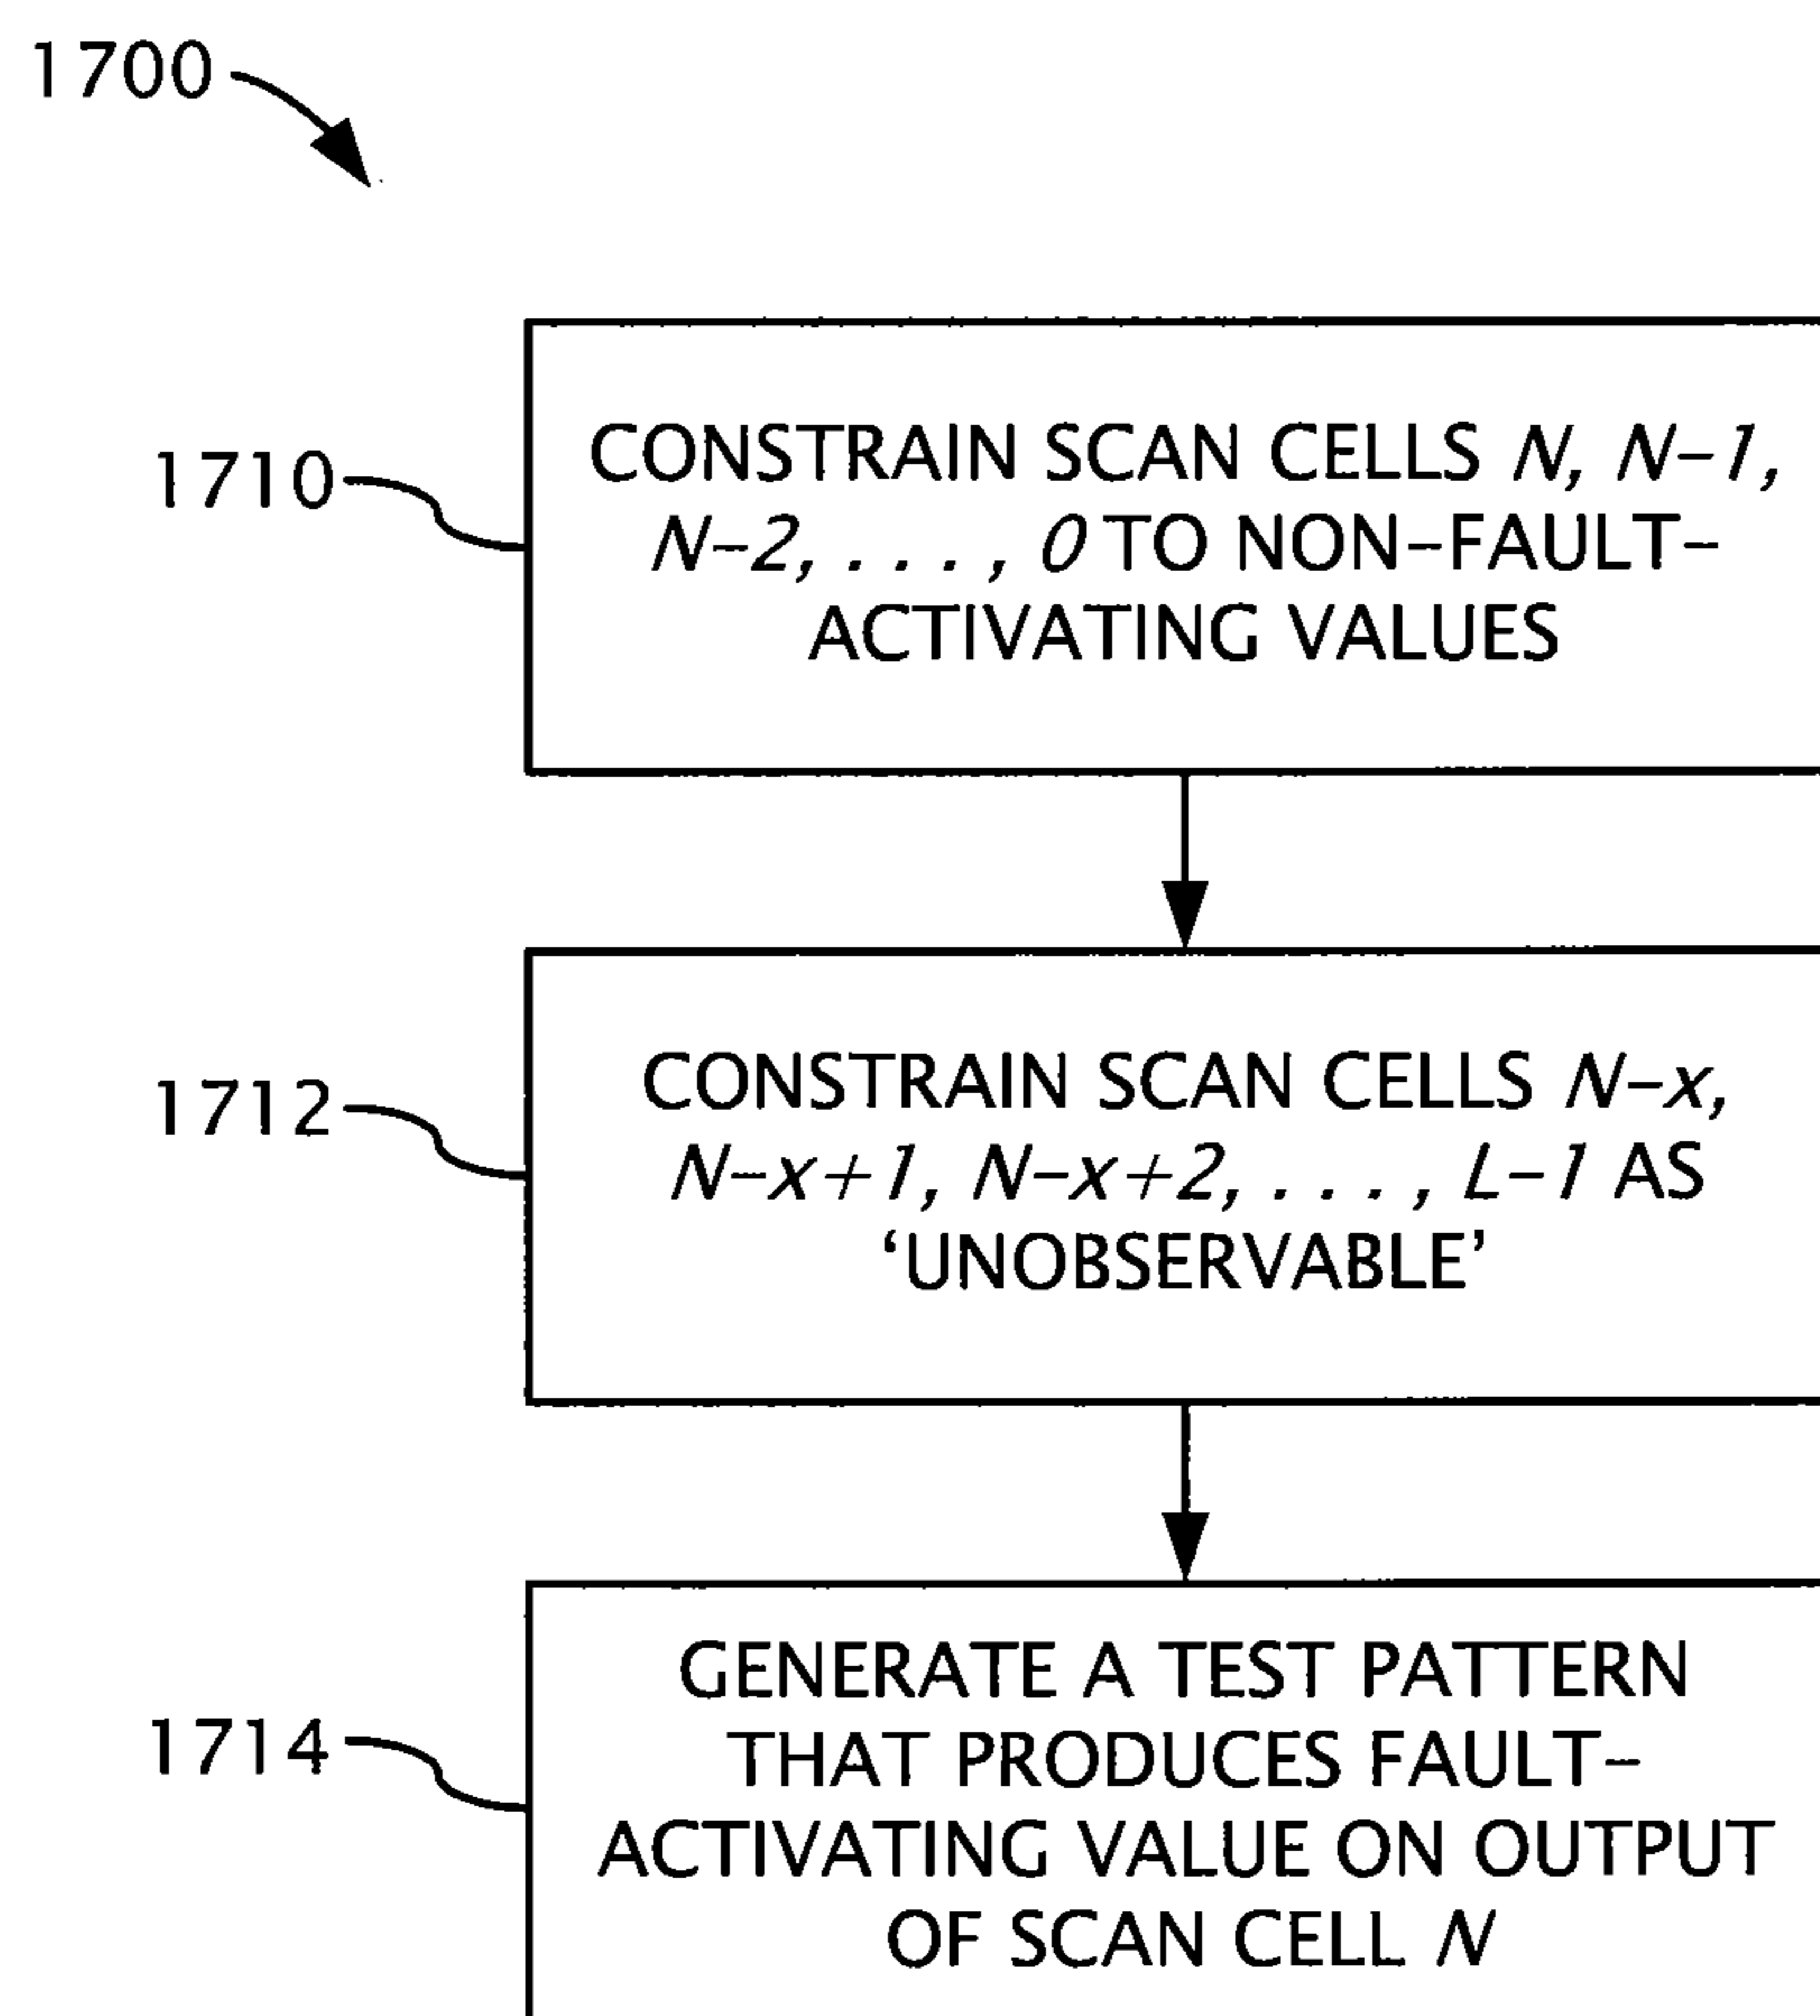 1700
1710
CONSTRAIN SCAN CELLS N, N-1,
N-2, . . . , 0 TO NON-FAULT-
ACTIVATING VALUES
1712
CONSTRAIN SCAN CELLS N-x,
N-x+1, N-x+2, . . . , L-1 AS
‘UNOBSERVABLE’
1714
GENERATE A TEST PATTERN
THAT PRODUCES FAULT-
ACTIVATING VALUE ON OUTPUT
OF SCAN CELL N